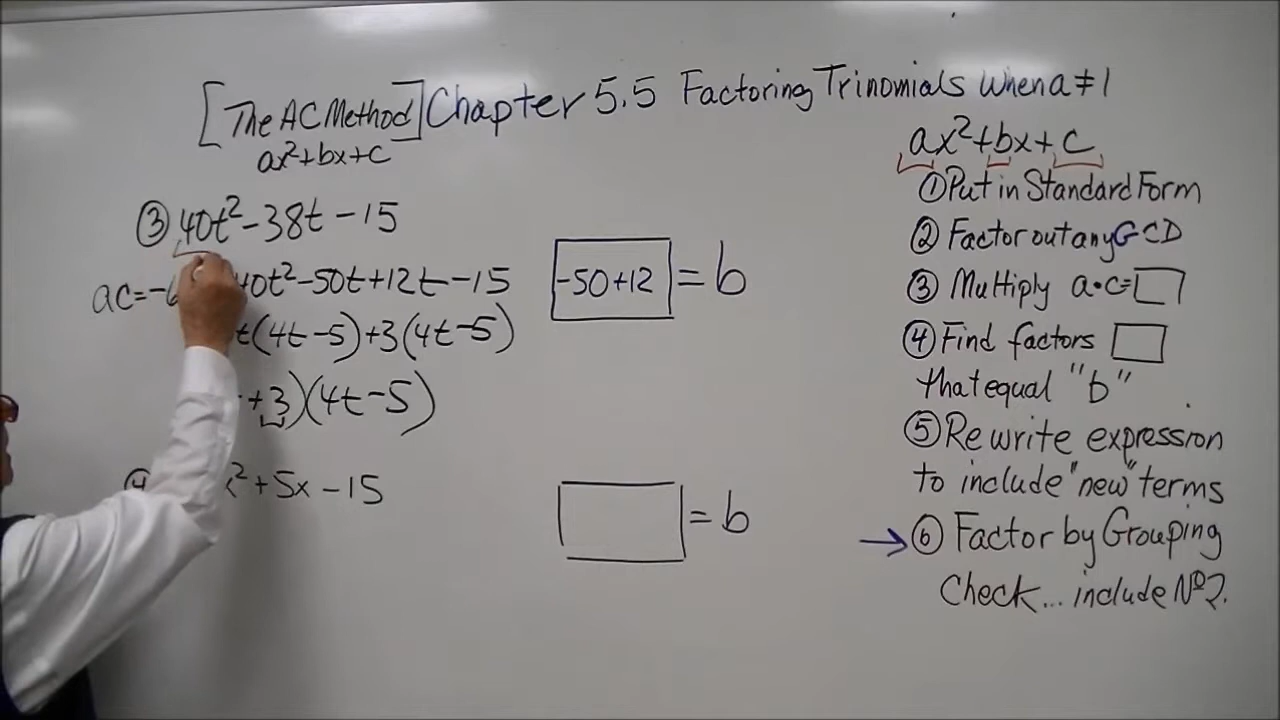 [The AC Method] Chapter 5.5 Factoring Trinomials When a ≠ 1
ax²+bx+c
③ 40t² - 38t - 15
ac=-6
40t² - 50t + 12t - 15
t(4t - 5) + 3(4t - 5)
+3)(4t - 5)
-50+12 = b
④ x² + 5x - 15
= b
ax²+bx+c
① Put in Standard Form
② Factor out any GCD
③ Multiply a•c=
④ Find factors
that equal "b"
⑤ Rewrite expression
to include "new" terms
→ ⑥ Factor by Grouping
Check... include Nº2.